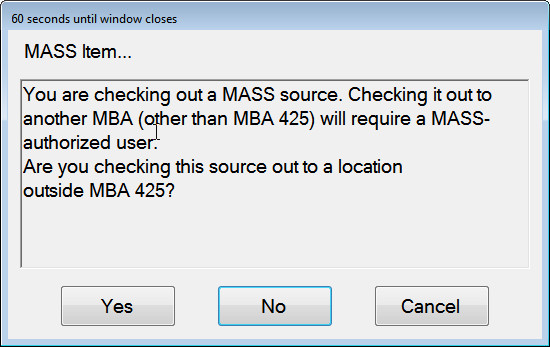 60 seconds until window closes
MASS Item...
You are checking out a MASS source. Checking it out to
another MBA (other than MBA 425) will require a MASS-
authorized user.
Are you checking this source out to a location
outside MBA 425?
Yes No Cancel